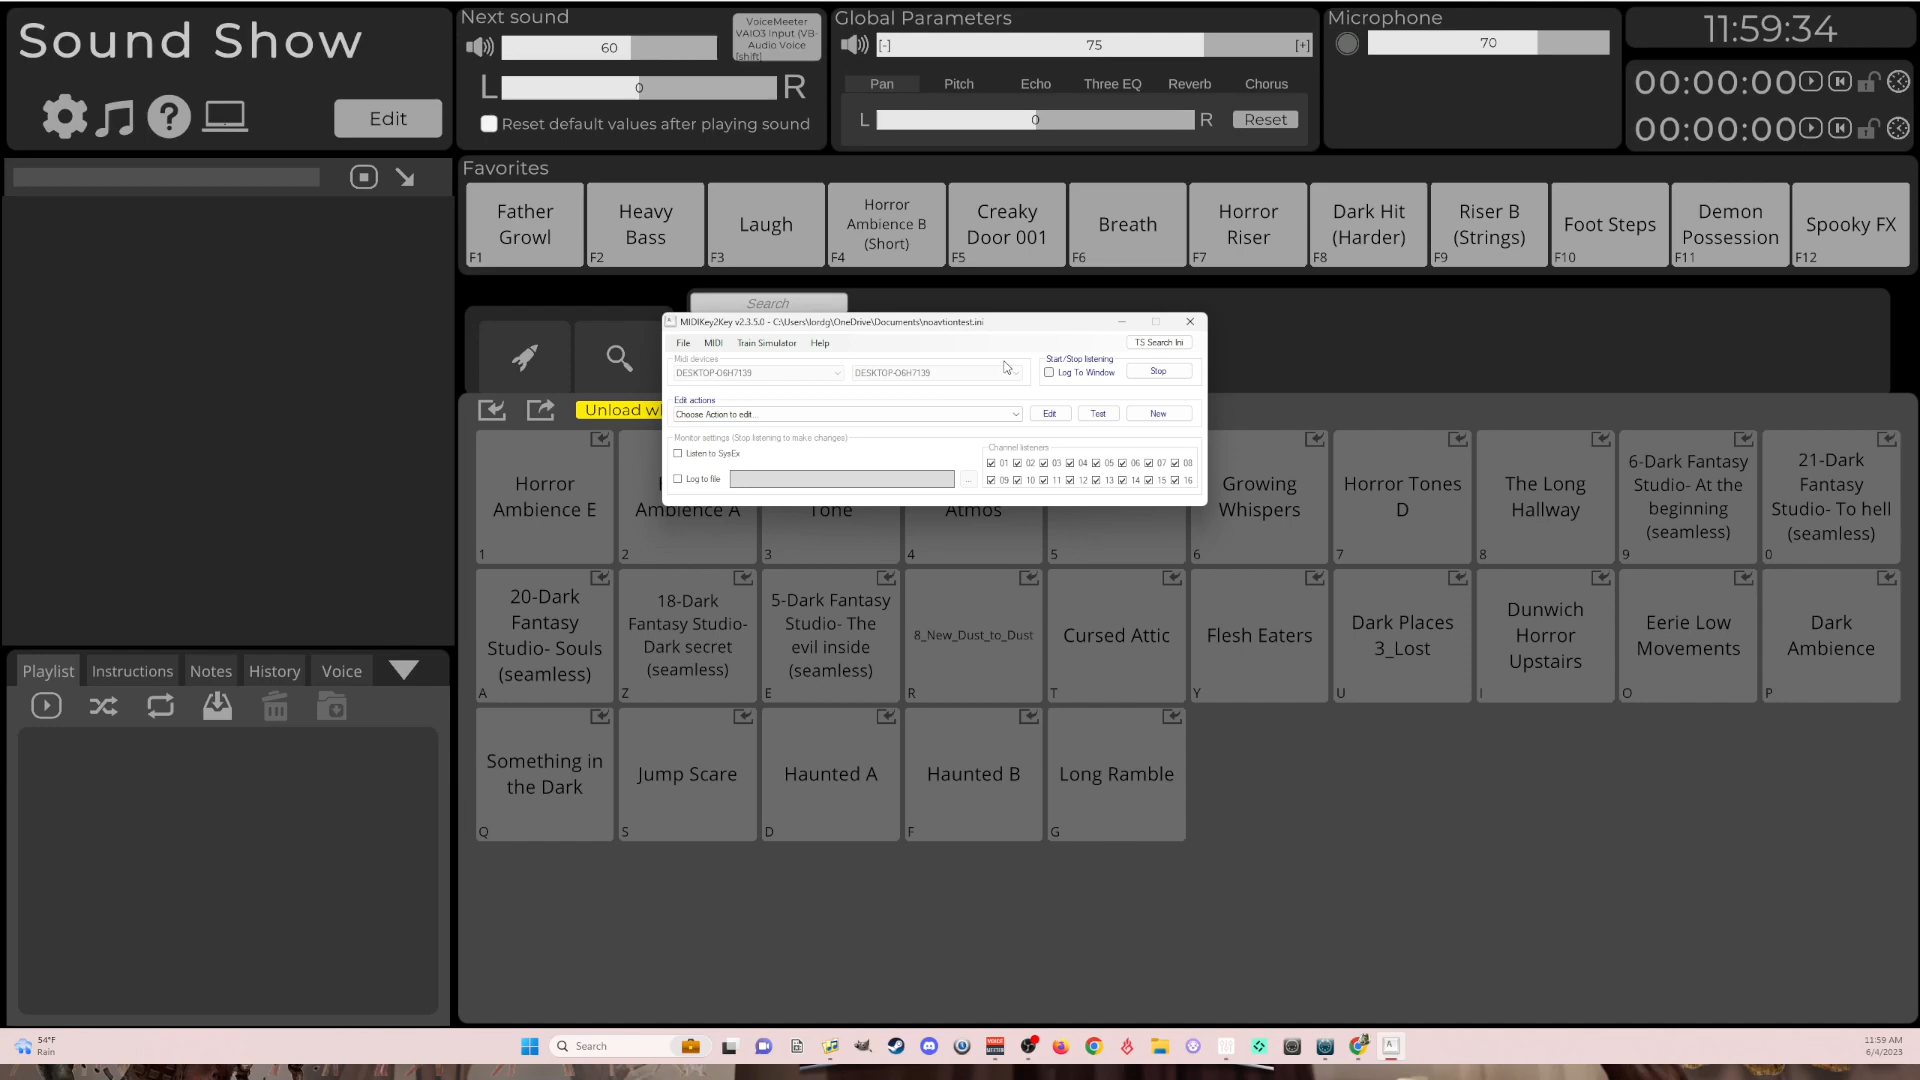 Sound Show
Edit
Next sound
60
VoiceMeeter
VAIO3 Input (VB-
Audio Voice
[shift]
L
0
R
Reset default values after playing sound
Global Parameters
[-]
75
[+]
Pan
Pitch
Echo
Three EQ
Reverb
Chorus
L
0
R
Reset
Microphone
70
11:59:34
00:00:00
00:00:00
Favorites
Father
Growl
F1
Heavy
Bass
F2
Laugh
F3
Horror
Ambience B
(Short)
F4
Creaky
Door 001
F5
Breath
F6
Horror
Riser
F7
Dark Hit
(Harder)
F8
Riser B
(Strings)
F9
Foot Steps
F10
Demon
Possession
F11
Spooky FX
F12
Search
MIDIKey2Key v2.3.5.0 - C:\Users\lordg\OneDrive\Documents\noavtiontest.ini
File
MIDI
Train Simulator
Help
TS Search Ini
Midi devices
DESKTOP-O6H7139
DESKTOP-O6H7139
Start/Stop listening
Log To Window
Stop
Edit actions
Choose Action to edit...
Edit
Test
New
Monitor settings (Stop listening to make changes)
Listen to SysEx
Log to file
...
Channel listeners
01 02 03 04 05 06 07 08
09 10 11 12 13 14 15 16
Unload
Horror
Ambience E
1
Ambience A
2
Tone
3
Atmos
4
5
Growing
Whispers
6
Horror Tones
D
7
The Long
Hallway
8
6-Dark Fantasy
Studio- At the
beginning
(seamless)
9
21-Dark
Fantasy
Studio- To hell
(seamless)
0
20-Dark
Fantasy
Studio- Souls
(seamless)
A
18-Dark
Fantasy Studio-
Dark secret
(seamless)
Z
5-Dark Fantasy
Studio- The
evil inside
(seamless)
E
8_New_Dust_to_Dust
R
Cursed Attic
T
Flesh Eaters
Y
Dark Places
3_Lost
U
Dunwich
Horror
Upstairs
I
Eerie Low
Movements
O
Dark
Ambience
P
Something in
the Dark
Q
Jump Scare
S
Haunted A
D
Haunted B
F
Long Ramble
G
Playlist
Instructions
Notes
History
Voice
54°F
Rain
Search
11:59 AM
6/4/2023